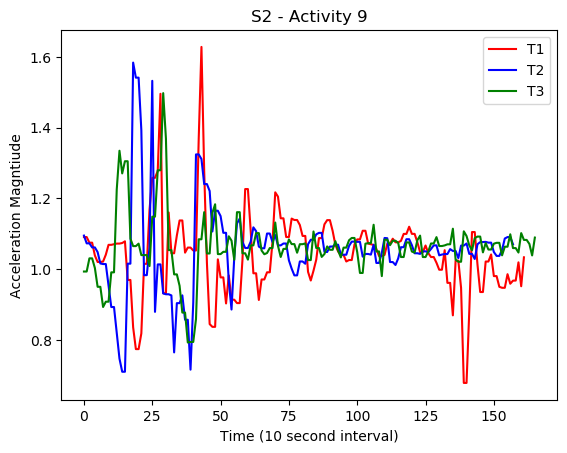 S2 - Activity 9
T1
T2
T3
1.6
1.4
1.2
1.0
0.8
Acceleration Magntiude
0 25 50 75 100 125 150
Time (10 second interval)